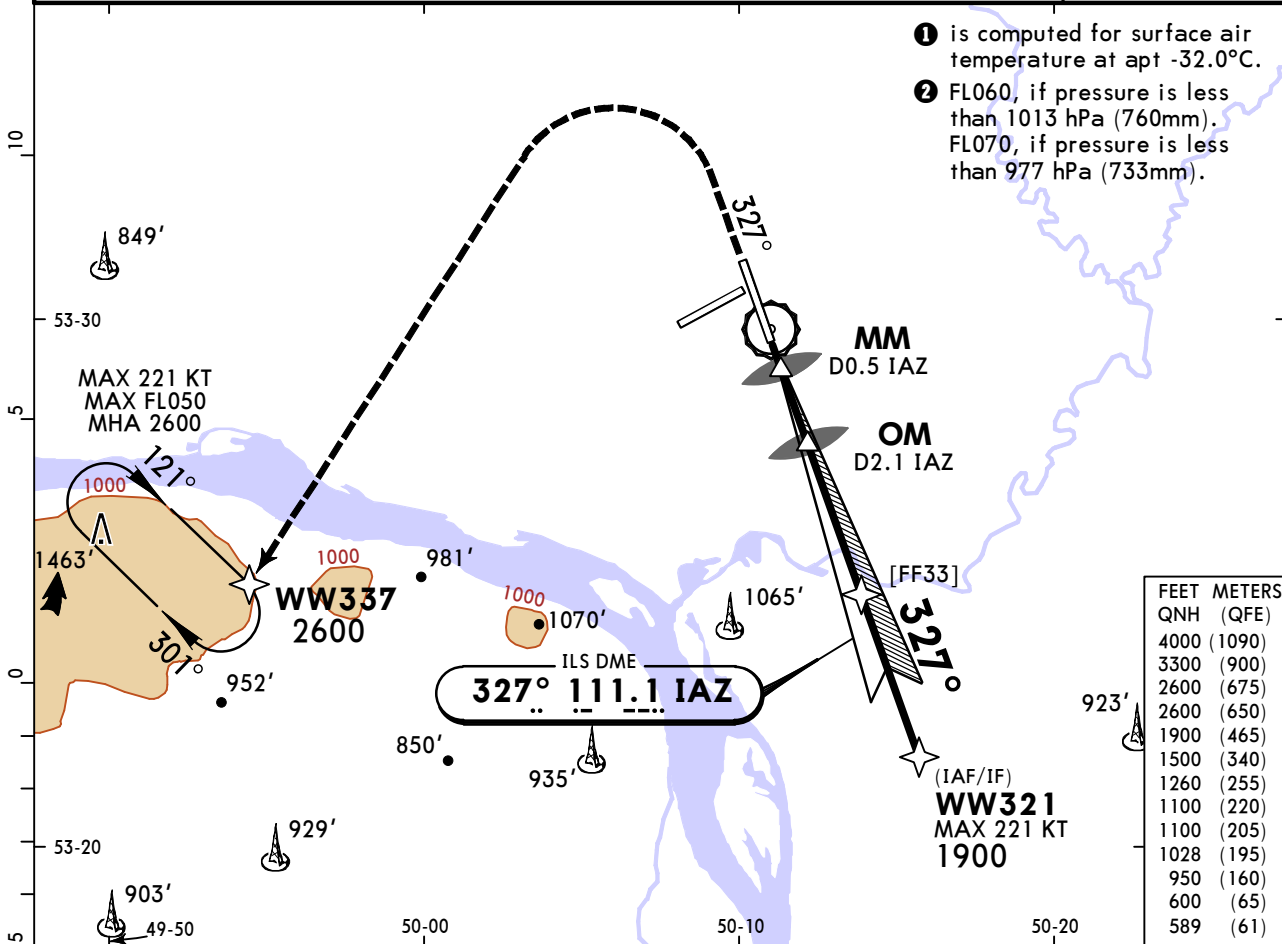 ❶ is computed for surface air
temperature at apt -32.0°C.
❷ FL060, if pressure is less
than 1013 hPa (760mm).
FL070, if pressure is less
than 977 hPa (733mm).
10
327°
849'
53-30
MM
D0.5 IAZ
MAX 221 KT
MAX FL050
MHA 2600
5
OM
D2.1 IAZ
121°
1000
1463'
1000
981'
[FF33]
WW337
2600
1000
1070'
1065'
327°
301°
ILS DME
327° 111.1 IAZ
0
952'
923'
850'
935'
(IAF/IF)
WW321
MAX 221 KT
1900
929'
53-20
903'
49-50
50-00
50-10
50-20
5
FEET METERS
QNH (QFE)
4000 (1090)
3300 (900)
2600 (675)
2600 (650)
1900 (465)
1500 (340)
1260 (255)
1100 (220)
1100 (205)
1028 (195)
950 (160)
600 (65)
589 (61)